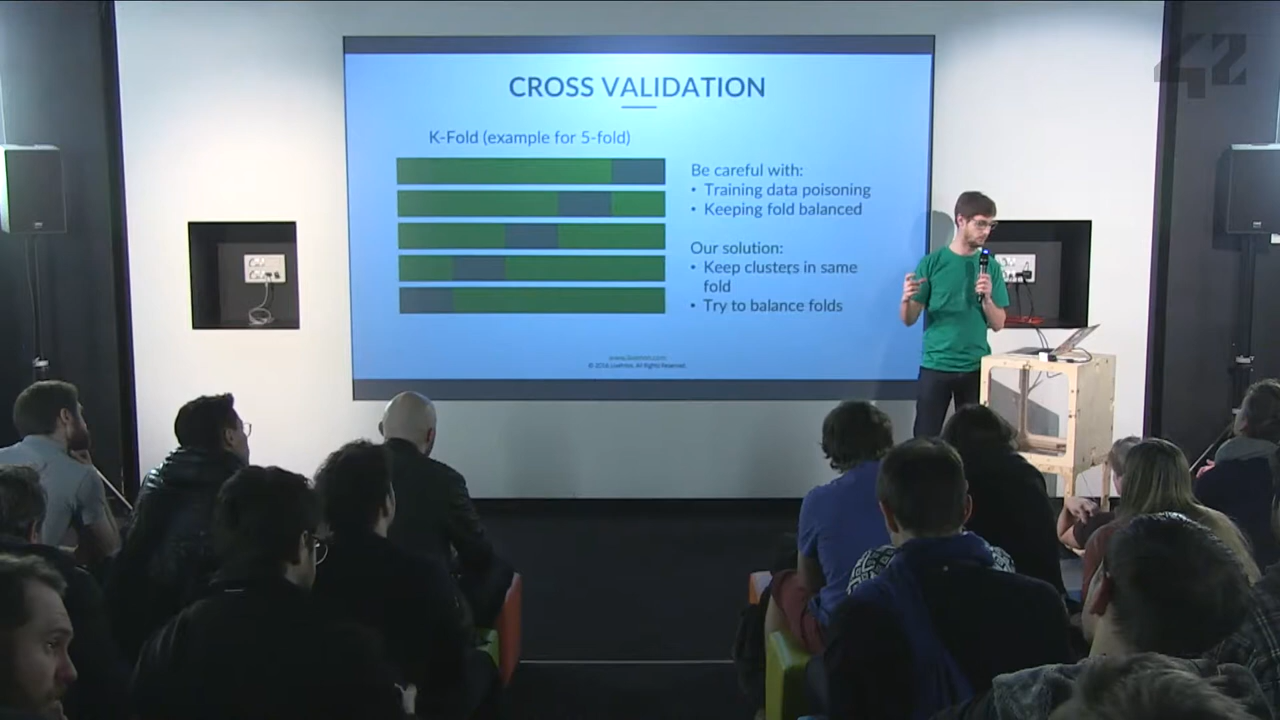 42
CROSS VALIDATION
K-Fold (example for 5-fold)
Be careful with:
• Training data poisoning
• Keeping fold balanced
Our solution:
• Keep clusters in same
fold
• Try to balance folds